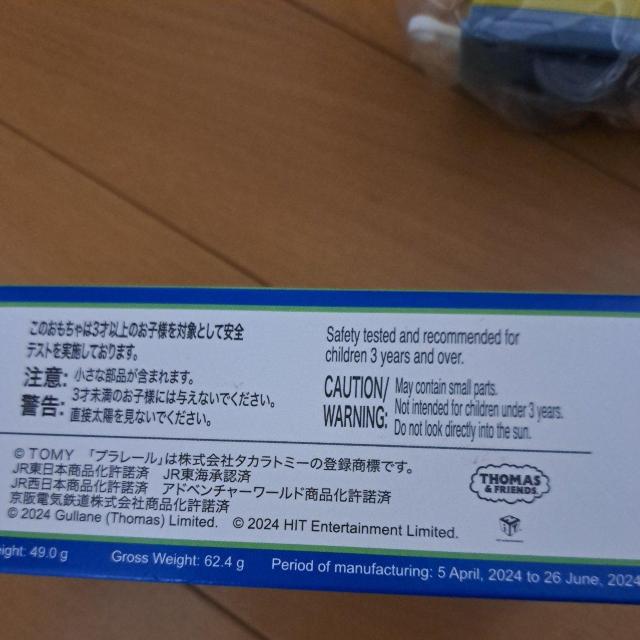 このおもちゃは3才以上のお子様を対象として安全
テストを実施しております。
注意: 小さな部品が含まれます。
警告: 3才未満のお子様には与えないでください。
直接太陽を見ないでください。
Safety tested and recommended for
children 3 years and over.
CAUTION/ May contain small parts.
WARNING: Not intended for children under 3 years.
Do not look directly into the sun.
© TOMY 「プラレール」は株式会社タカラトミーの登録商標です。
JR東日本商品化許諾済 JR東海承認済
JR西日本商品化許諾済 アドベンチャーワールド商品化許諾済
京阪電気鉄道株式会社商品化許諾済
© 2024 Gullane (Thomas) Limited. © 2024 HIT Entertainment Limited.
THOMAS
& FRIENDS
eight: 49.0 g Gross Weight: 62.4 g Period of manufacturing: 5 April, 2024 to 26 June, 2024